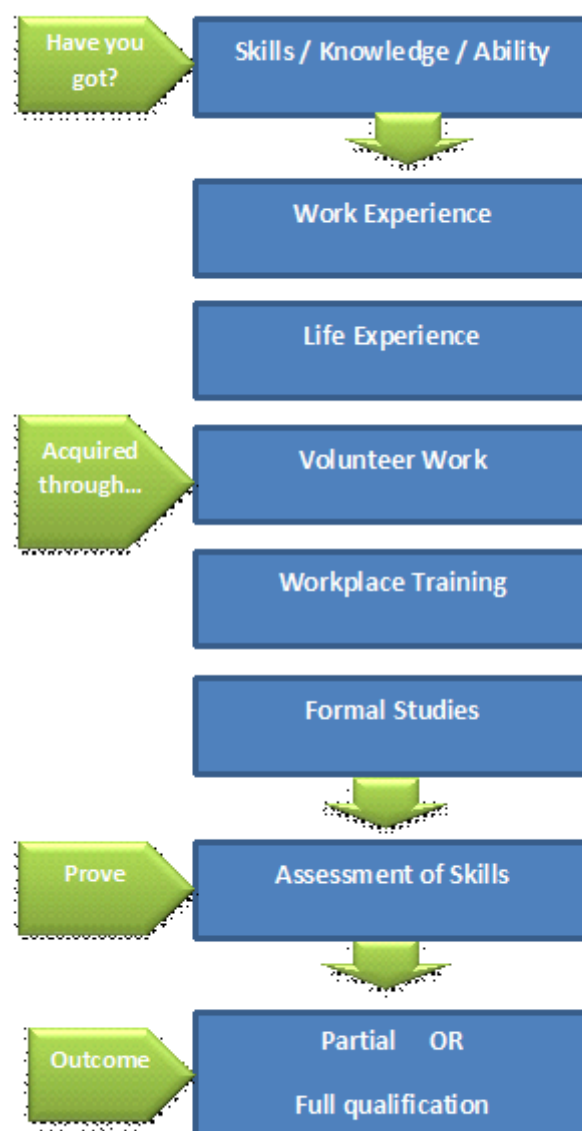 Have you
got?
Skills / Knowledge / Ability
Work Experience
Life Experience
Acquired
through...
Volunteer Work
Workplace Training
Formal Studies
Prove
Assessment of Skills
Outcome
Partial OR
Full qualification